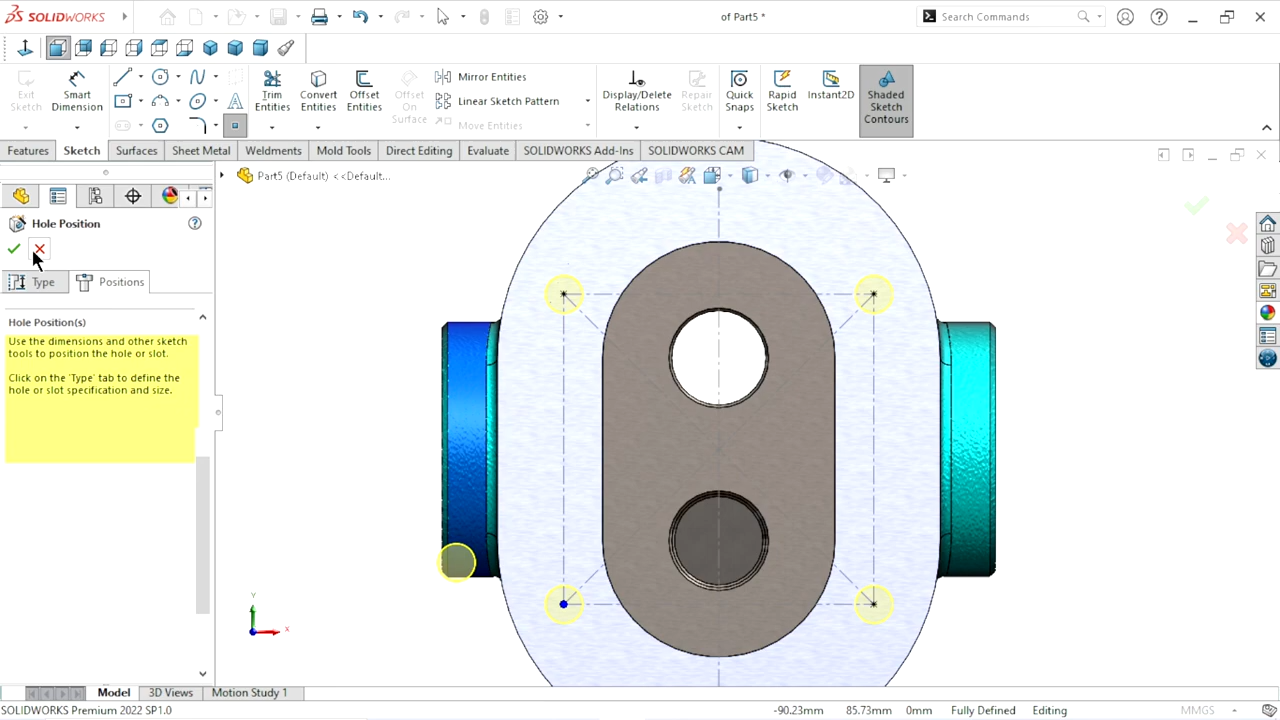 SOLIDWORKS
of Part5 *
Search Commands
Exit Sketch
Smart Dimension
Trim Entities
Convert Entities
Offset Entities
Offset On Surface
Mirror Entities
Linear Sketch Pattern
Move Entities
Display/Delete Relations
Repair Sketch
Quick Snaps
Rapid Sketch
Instant2D
Shaded Sketch Contours
Features
Sketch
Surfaces
Sheet Metal
Weldments
Mold Tools
Direct Editing
Evaluate
SOLIDWORKS Add-Ins
SOLIDWORKS CAM
Part5 (Default) <<Default...
Hole Position
Type
Positions
Hole Position(s)
Use the dimensions and other sketch
tools to position the hole or slot.
Click on the 'Type' tab to define the
hole or slot specification and size.
Y
X
Model
3D Views
Motion Study 1
SOLIDWORKS Premium 2022 SP1.0
-90.23mm
85.73mm
0mm
Fully Defined
Editing
MMGS